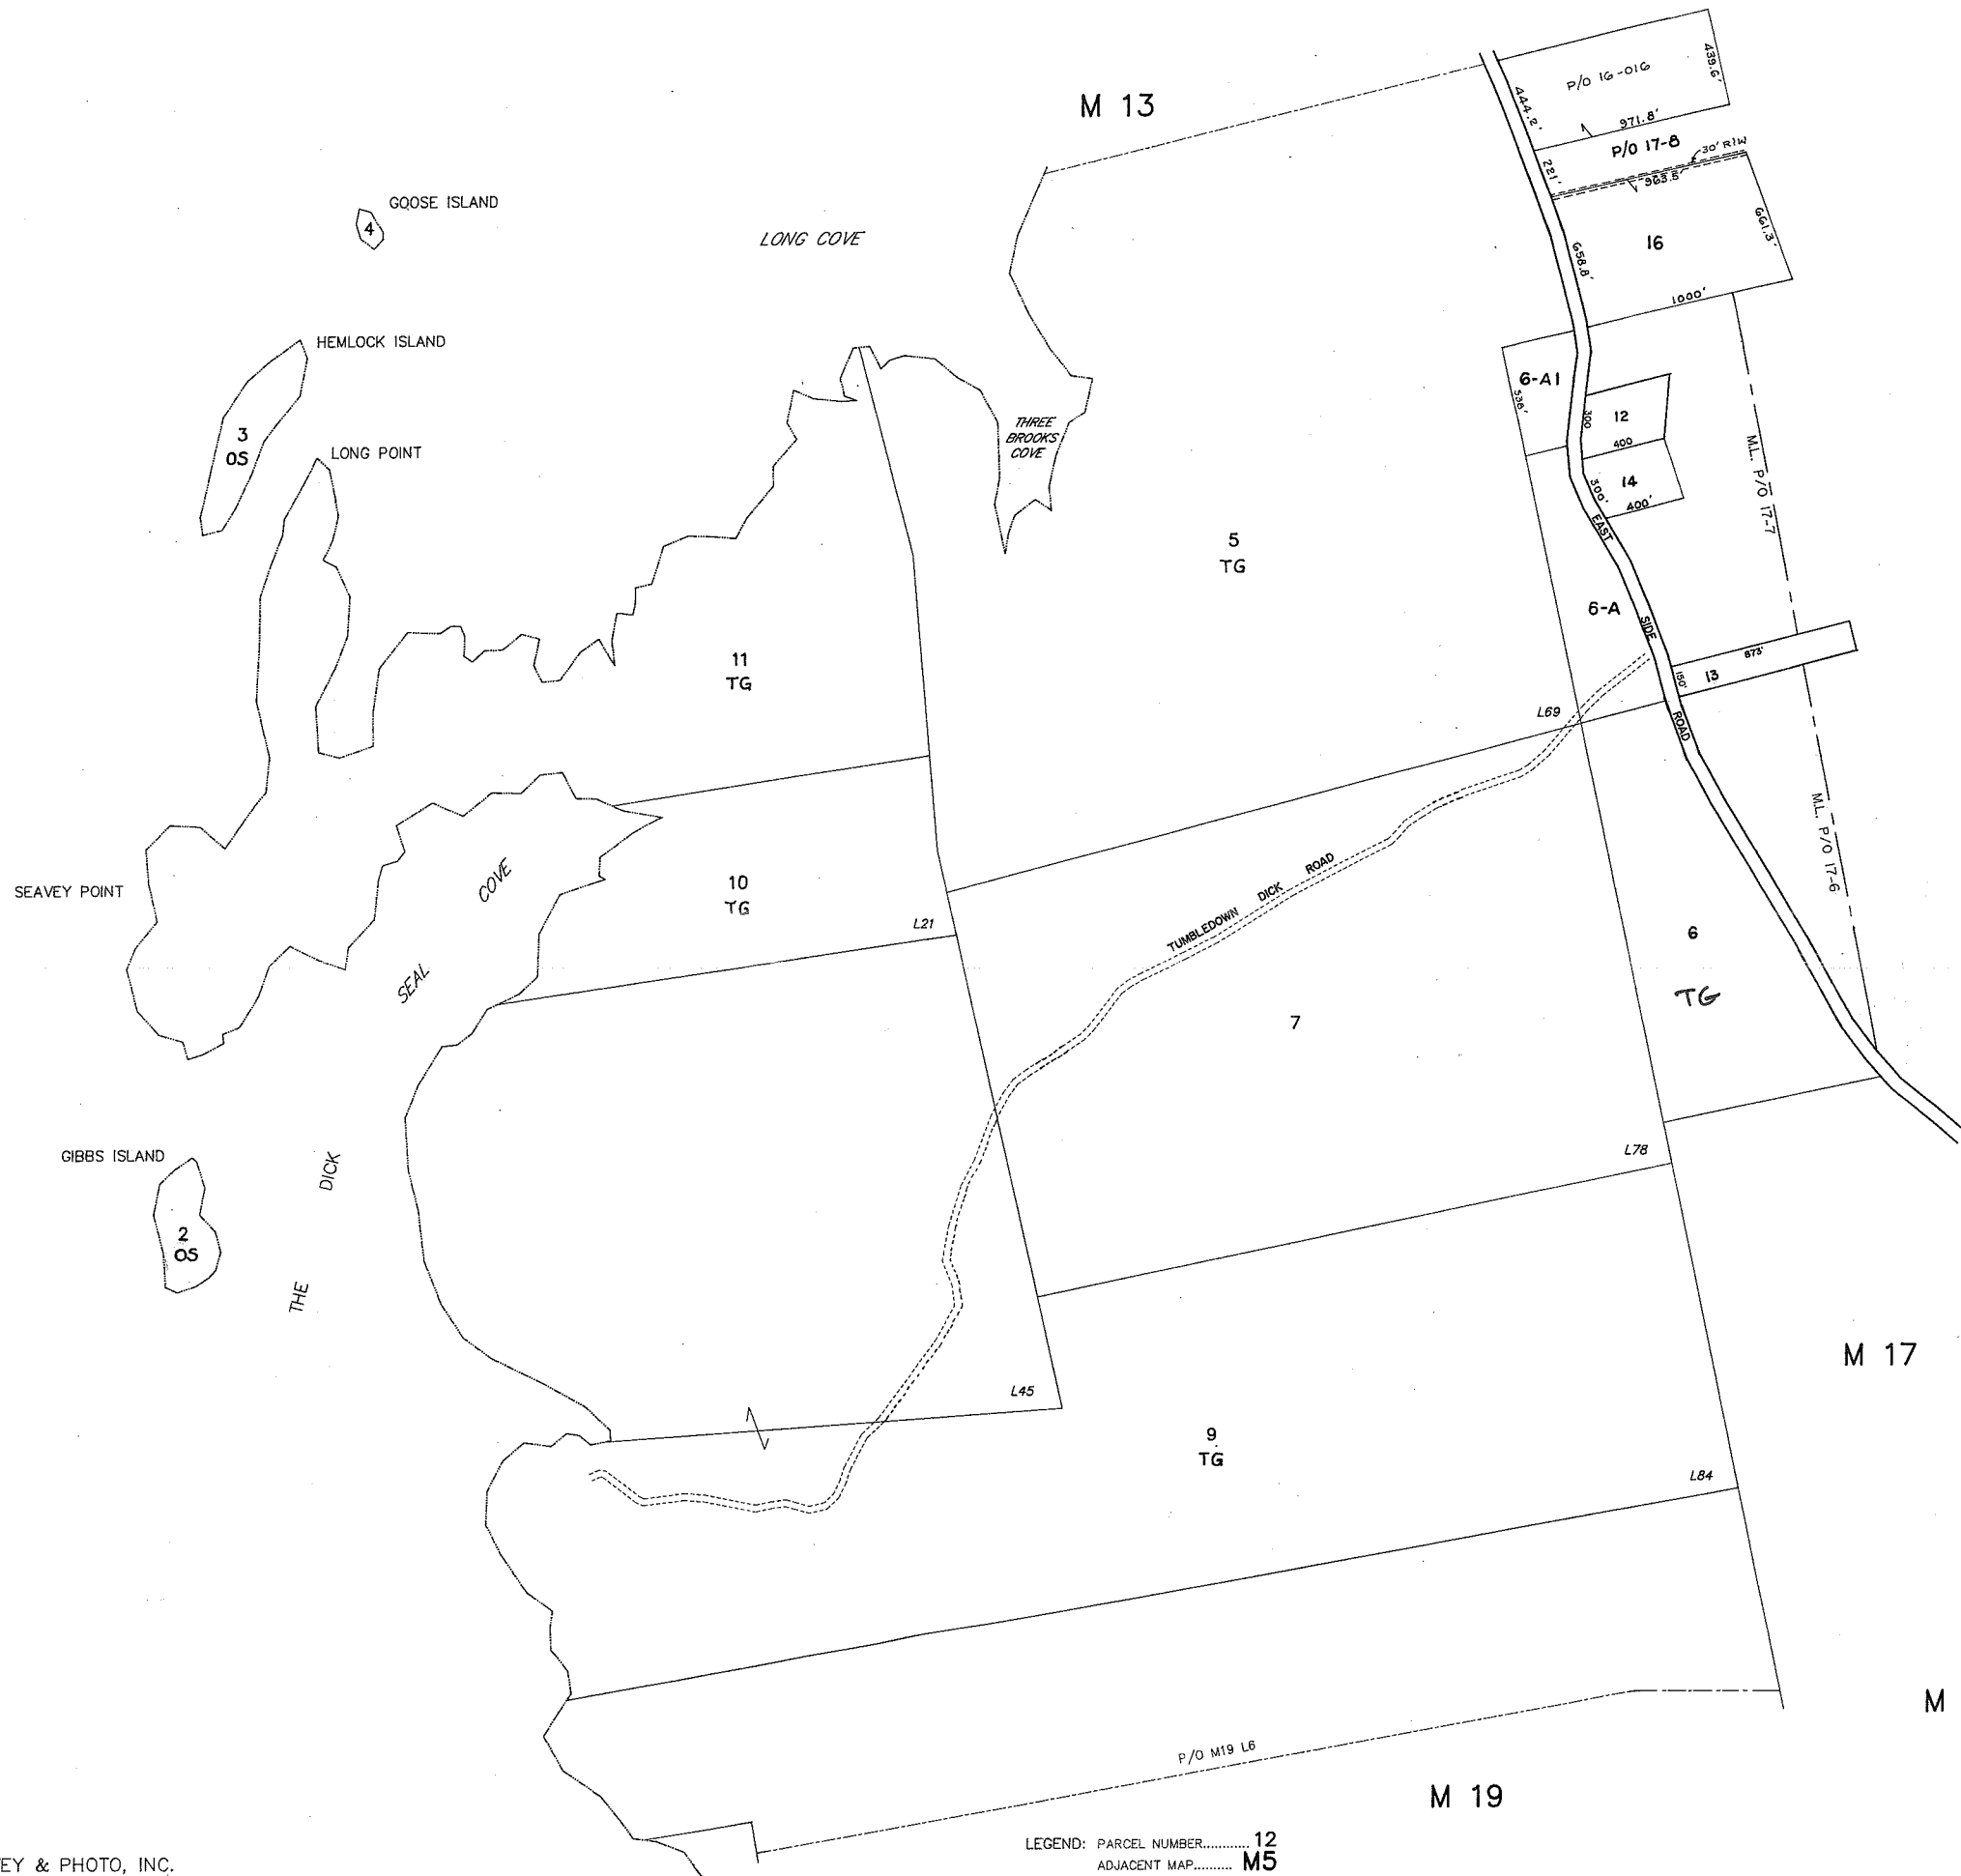 M 13
P/O 16-016
439.6'
444.2'
971.8'
P/O 17-8
30' R/W
221'
963.5'
GOOSE ISLAND
4
LONG COVE
16
661.3'
658.8'
1000'
HEMLOCK ISLAND
3
OS
LONG POINT
THREE
BROOKS
COVE
6-A1
536'
12
300
400
14
300'
400'
M.L. P/O 17-7
5
TG
6-A
EAST SIDE ROAD
11
TG
873'
13
150'
L69
M.L. P/O 17-6
SEAVEY POINT
SEAL COVE
10
TG
L21
TUMBLEDOWN DICK ROAD
6
TG
7
GIBBS ISLAND
2
OS
THE DICK
L78
L45
M 17
9
TG
L84
M
P/O M19 L6
M 19
LEGEND: PARCEL NUMBER.......... 12
ADJACENT MAP......... M5
EY & PHOTO, INC.